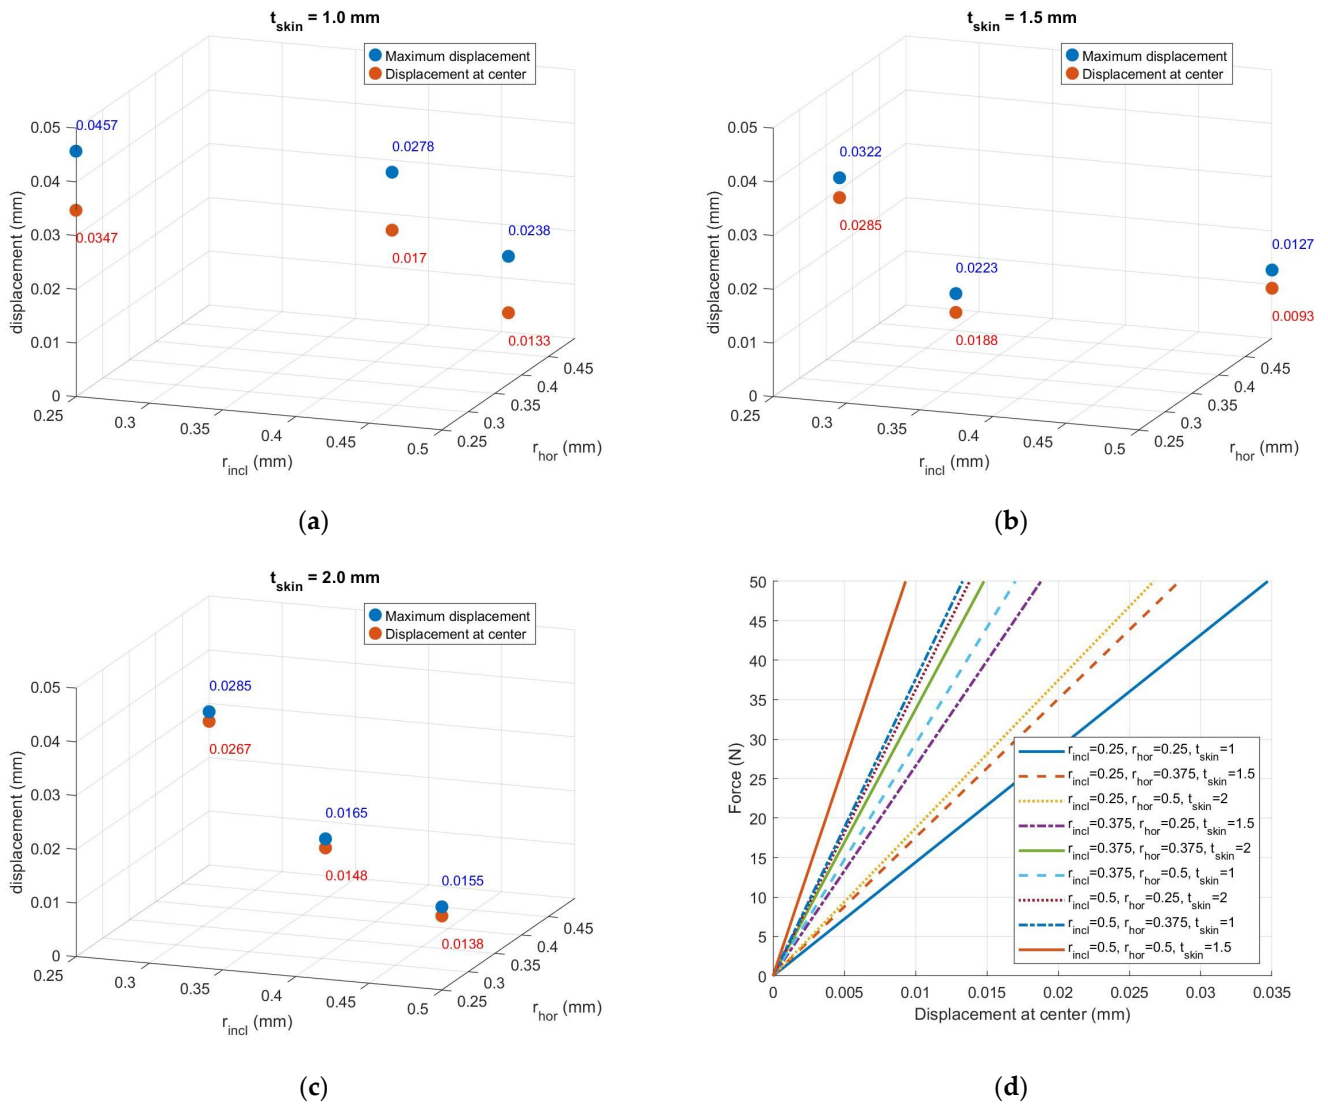 t_skin = 1.0 mm
Maximum displacement
Displacement at center
displacement (mm)
0.05
0.04
0.03
0.02
0.01
0
0.0457
0.0347
0.0278
0.017
0.0238
0.0133
0.25
0.3
0.35
0.4
0.45
0.5
r_incl (mm)
0.25
0.3
0.35
0.4
0.45
r_hor (mm)
(a)
t_skin = 1.5 mm
Maximum displacement
Displacement at center
displacement (mm)
0.05
0.04
0.03
0.02
0.01
0
0.0322
0.0285
0.0223
0.0188
0.0127
0.0093
0.25
0.3
0.35
0.4
0.45
0.5
r_incl (mm)
0.25
0.3
0.35
0.4
0.45
r_hor (mm)
(b)
t_skin = 2.0 mm
Maximum displacement
Displacement at center
displacement (mm)
0.05
0.04
0.03
0.02
0.01
0
0.0285
0.0267
0.0165
0.0148
0.0155
0.0138
0.25
0.3
0.35
0.4
0.45
0.5
r_incl (mm)
0.25
0.3
0.35
0.4
0.45
r_hor (mm)
(c)
Force (N)
50
45
40
35
30
25
20
15
10
5
0
r_incl=0.25, r_hor=0.25, t_skin=1
r_incl=0.25, r_hor=0.375, t_skin=1.5
r_incl=0.25, r_hor=0.5, t_skin=2
r_incl=0.375, r_hor=0.25, t_skin=1.5
r_incl=0.375, r_hor=0.375, t_skin=2
r_incl=0.375, r_hor=0.5, t_skin=1
r_incl=0.5, r_hor=0.25, t_skin=2
r_incl=0.5, r_hor=0.375, t_skin=1
r_incl=0.5, r_hor=0.5, t_skin=1.5
0
0.005
0.01
0.015
0.02
0.025
0.03
0.035
Displacement at center (mm)
(d)